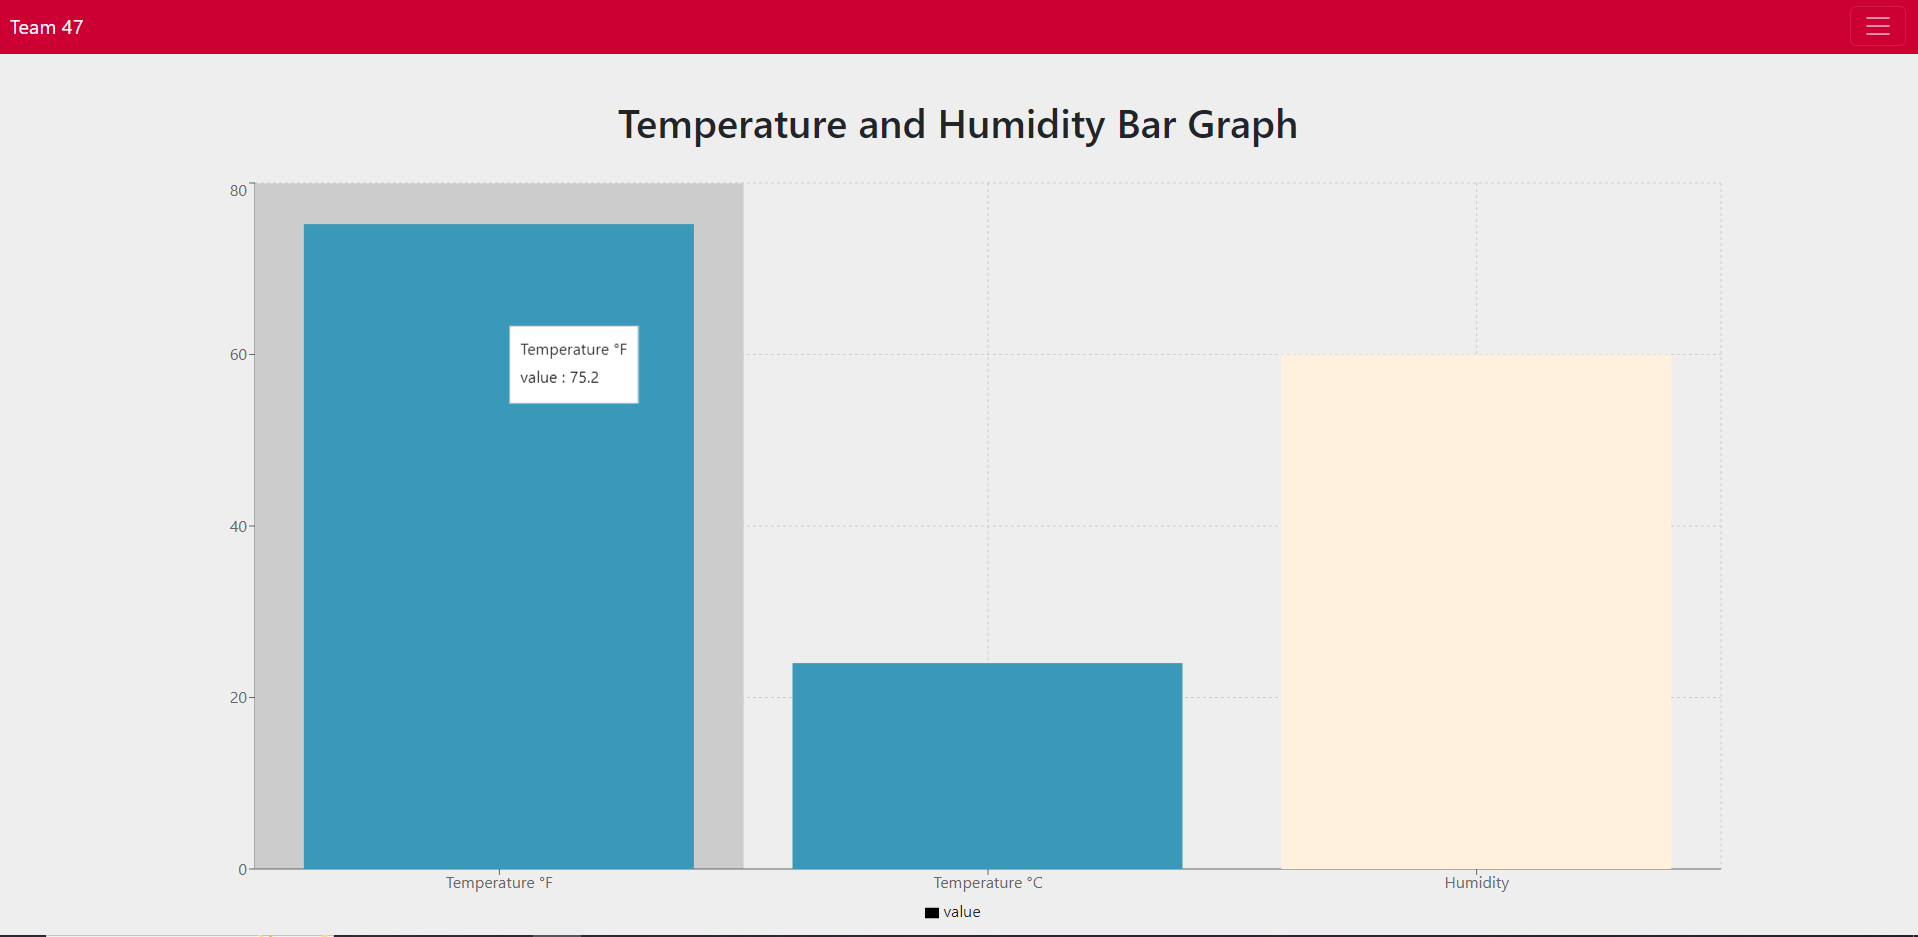 Team 47
Temperature and Humidity Bar Graph
80
60
40
20
0
Temperature °F
value : 75.2
Temperature °F
Temperature °C
Humidity
value